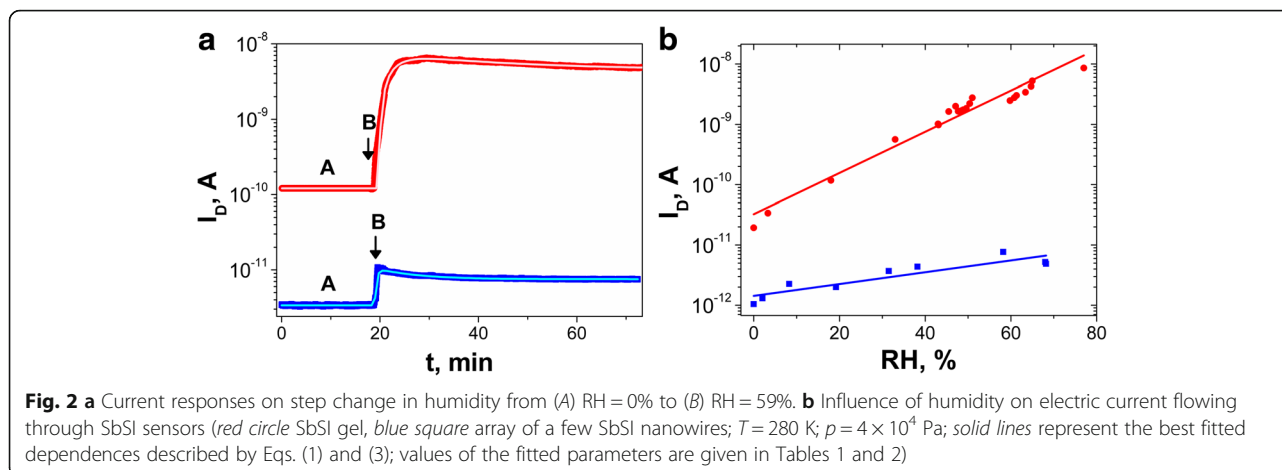 a
b
10⁻⁸
10⁻⁹
10⁻¹⁰
10⁻¹¹
I_D, A
A
B
A
B
0
20
40
60
t, min
10⁻⁸
10⁻⁹
10⁻¹⁰
10⁻¹¹
10⁻¹²
I_D, A
0
20
40
60
80
RH, %
Fig. 2 a Current responses on step change in humidity from (A) RH = 0% to (B) RH = 59%. b Influence of humidity on electric current flowing
through SbSI sensors (red circle SbSI gel, blue square array of a few SbSI nanowires; T = 280 K; p = 4 × 10⁴ Pa; solid lines represent the best fitted
dependences described by Eqs. (1) and (3); values of the fitted parameters are given in Tables 1 and 2)